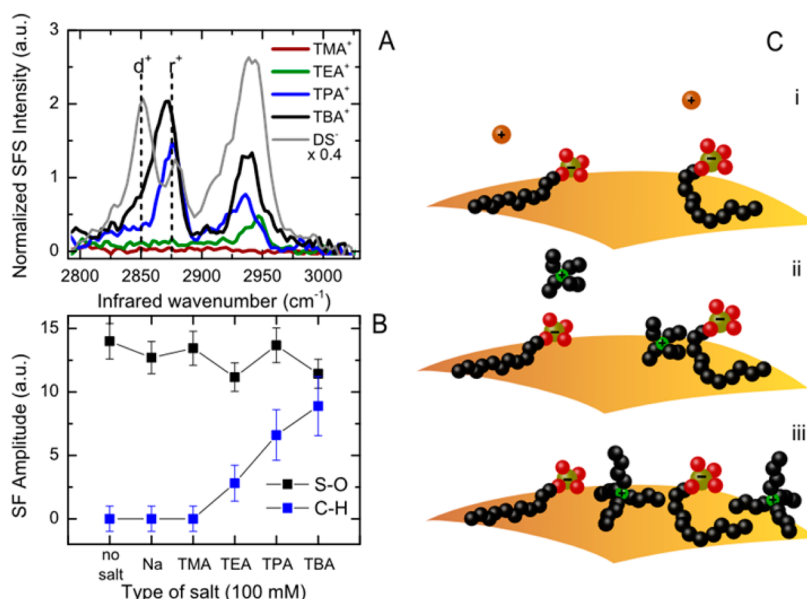 A
Normalized SFS Intensity (a.u.)
3
2
1
0
d⁺
r⁺
TMA⁺
TEA⁺
TPA⁺
TBA⁺
DS⁻
x 0.4
2800 2850 2900 2950 3000
Infrared wavenumber (cm⁻¹)
B
SF Amplitude (a.u.)
15
10
5
0
S-O
C-H
no salt Na TMA TEA TPA TBA
Type of salt (100 mM)
C
i
+
+
−
−
ii
+
−
+
−
iii
−
+
−
+